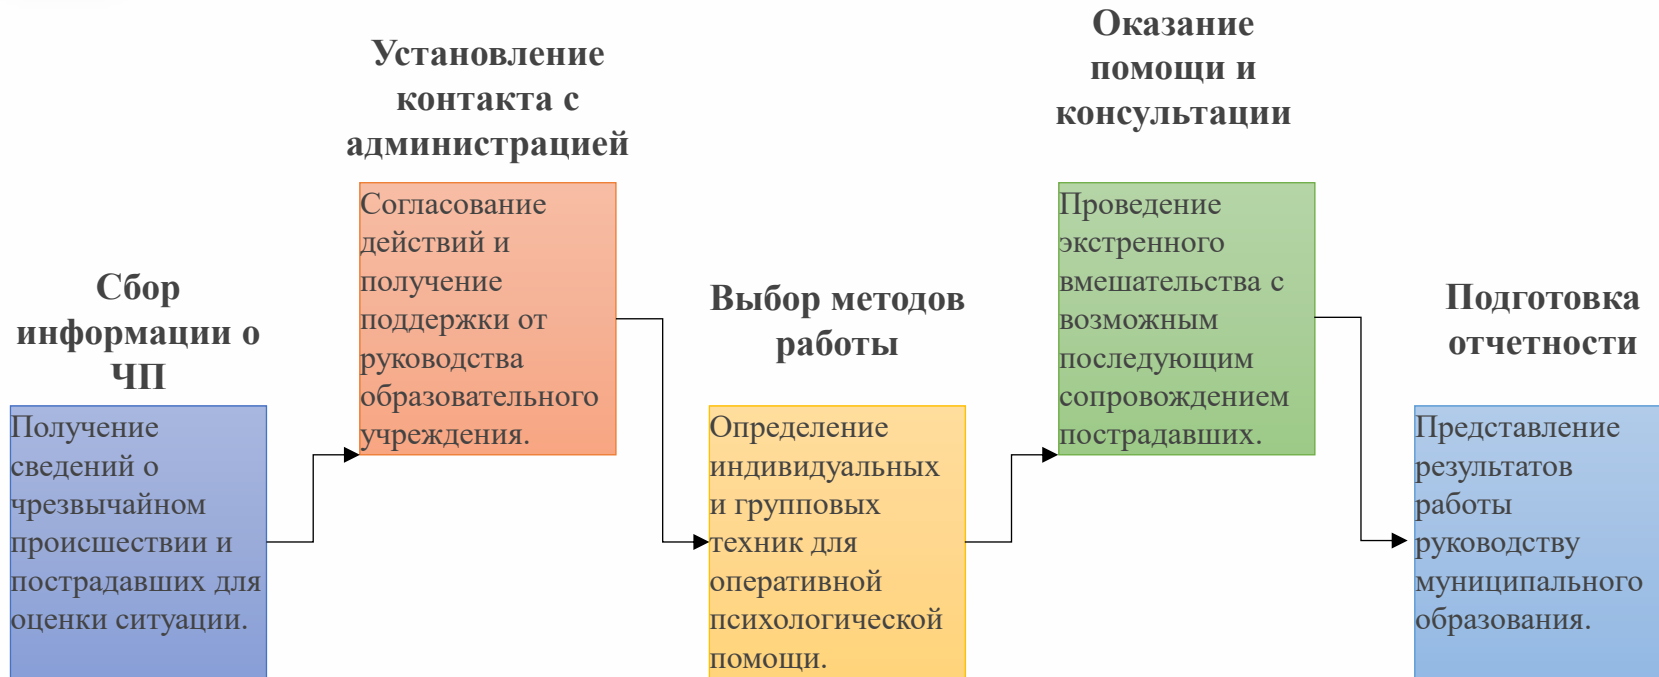 Сбор
информации о
ЧП
Получение
сведений о
чрезвычайном
происшествии и
пострадавших для
оценки ситуации.
Установление
контакта с
администрацией
Согласование
действий и
получение
поддержки от
руководства
образовательного
учреждения.
Выбор методов
работы
Определение
индивидуальных
и групповых
техник для
оперативной
психологической
помощи.
Оказание
помощи и
консультации
Проведение
экстренного
вмешательства с
возможным
последующим
сопровождением
пострадавших.
Подготовка
отчетности
Представление
результатов
работы
руководству
муниципального
образования.